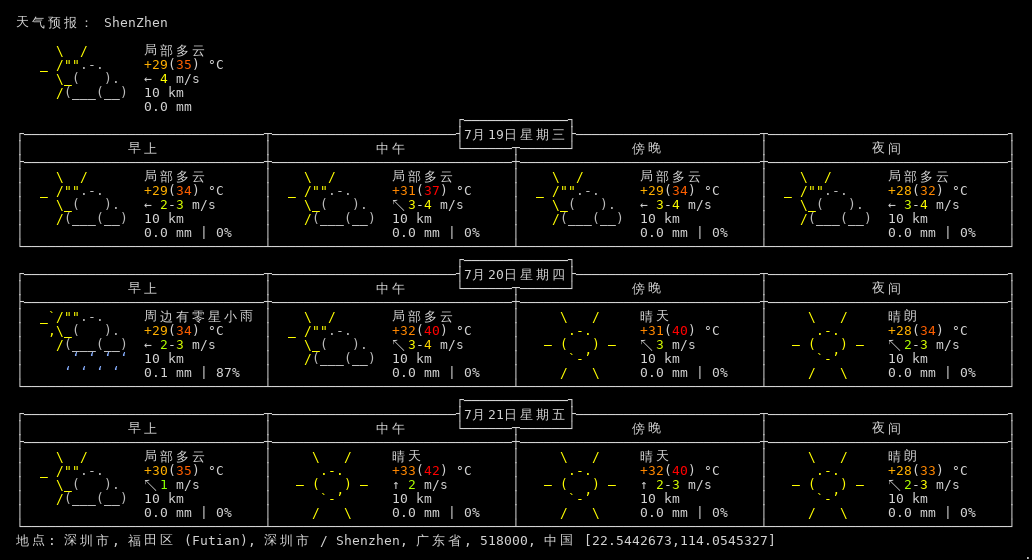 天气预报： ShenZhen
局部多云
+29(35) °C
← 4 m/s
10 km
0.0 mm
7月19日星期三
早上 中午 傍晚 夜间
局部多云 局部多云 局部多云 局部多云
+29(34) °C +31(37) °C +29(34) °C +28(32) °C
← 2-3 m/s ↖ 3-4 m/s ← 3-4 m/s ← 3-4 m/s
10 km 10 km 10 km 10 km
0.0 mm | 0% 0.0 mm | 0% 0.0 mm | 0% 0.0 mm | 0%
7月20日星期四
早上 中午 傍晚 夜间
周边有零星小雨 局部多云 晴天 晴朗
+29(34) °C +32(40) °C +31(40) °C +28(34) °C
← 2-3 m/s ↖ 3-4 m/s ↖ 3 m/s ↖ 2-3 m/s
10 km 10 km 10 km 10 km
0.1 mm | 87% 0.0 mm | 0% 0.0 mm | 0% 0.0 mm | 0%
7月21日星期五
早上 中午 傍晚 夜间
局部多云 晴天 晴天 晴朗
+30(35) °C +33(42) °C +32(40) °C +28(33) °C
↖ 1 m/s ↑ 2 m/s ↑ 2-3 m/s ↖ 2-3 m/s
10 km 10 km 10 km 10 km
0.0 mm | 0% 0.0 mm | 0% 0.0 mm | 0% 0.0 mm | 0%
地点: 深圳市, 福田区 (Futian), 深圳市 / Shenzhen, 广东省, 518000, 中国 [22.5442673,114.0545327]